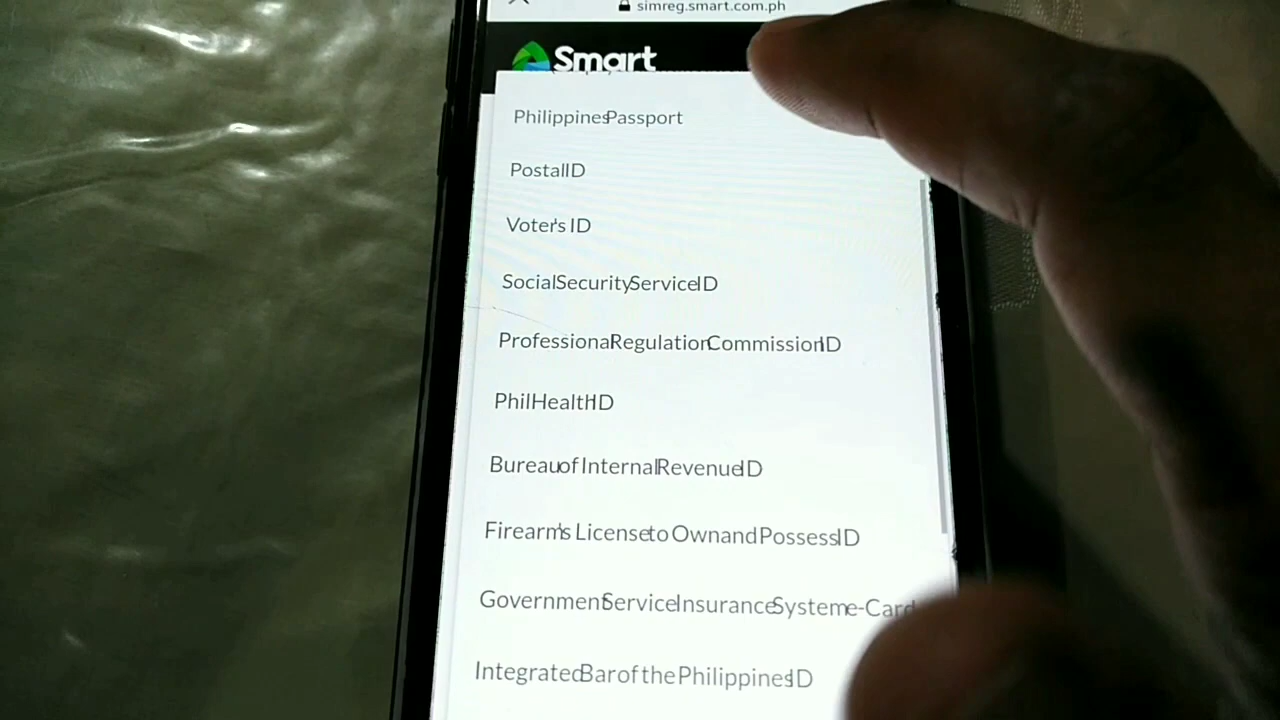 simreg.smart.com.ph
Smart
Philippines Passport
Postal ID
Voter's ID
Social Security Service ID
Professional Regulation Commission ID
PhilHealth ID
Bureau of Internal Revenue ID
Firearm's License to Own and Possess ID
Government Service Insurance System e-Card
Integrated Bar of the Philippines ID